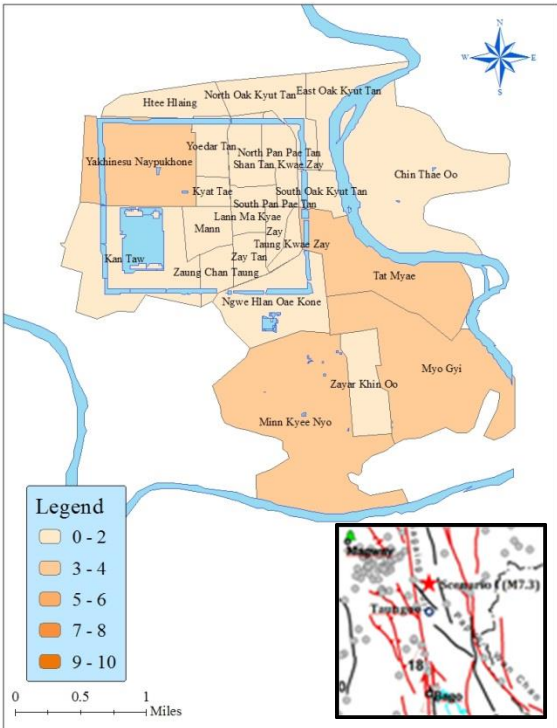 N
W E
S
North Oak Kyut Tan
East Oak Kyut Tan
Htee Hlaing
Yoedar Tan
North Pan Pae Tan
Yakhinesu Naypukhone
Shan Tan Kwae Zay
Chin Thae Oo
Kyat Tae
South Oak Kyut Tan
South Pan Pae Tan
Lann Ma Kyae
Mann
Zay
Taung Kwae Zay
Kan Taw
Zay Tan
Zaung Chan Taung
Tat Myae
Ngwe Hlan Oae Kone
Myo Gyi
Zayar Khin Oo
Minn Kyee Nyo
Legend
0 - 2
3 - 4
5 - 6
7 - 8
9 - 10
0 0.5 1
Miles
Magway
Scenario I (M7.3)
18
Bago